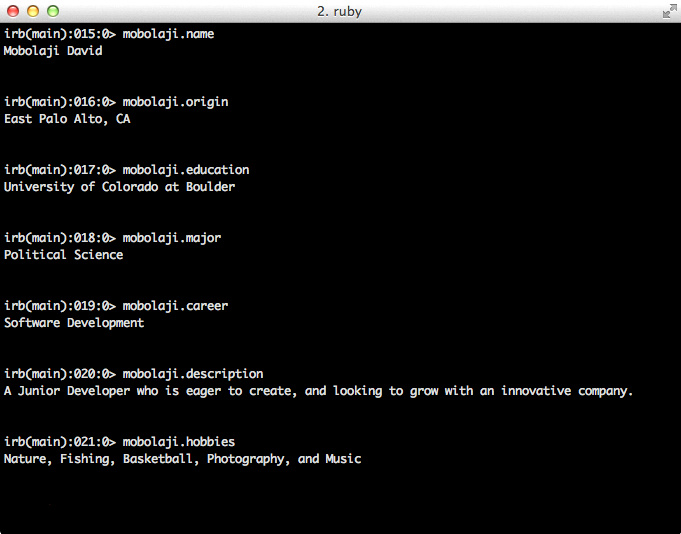 2. ruby
irb(main):015:0> mobolaji.name
Mobolaji David
irb(main):016:0> mobolaji.origin
East Palo Alto, CA
irb(main):017:0> mobolaji.education
University of Colorado at Boulder
irb(main):018:0> mobolaji.major
Political Science
irb(main):019:0> mobolaji.career
Software Development
irb(main):020:0> mobolaji.description
A Junior Developer who is eager to create, and looking to grow with an innovative company.
irb(main):021:0> mobolaji.hobbies
Nature, Fishing, Basketball, Photography, and Music